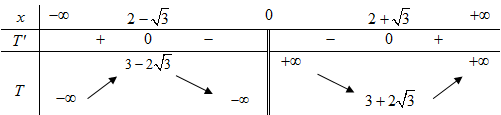 x −∞ 2−√3 0 2+√3 +∞
T' + 0 − − 0 +
3−2√3 +∞ +∞
T
−∞ −∞ 3+2√3